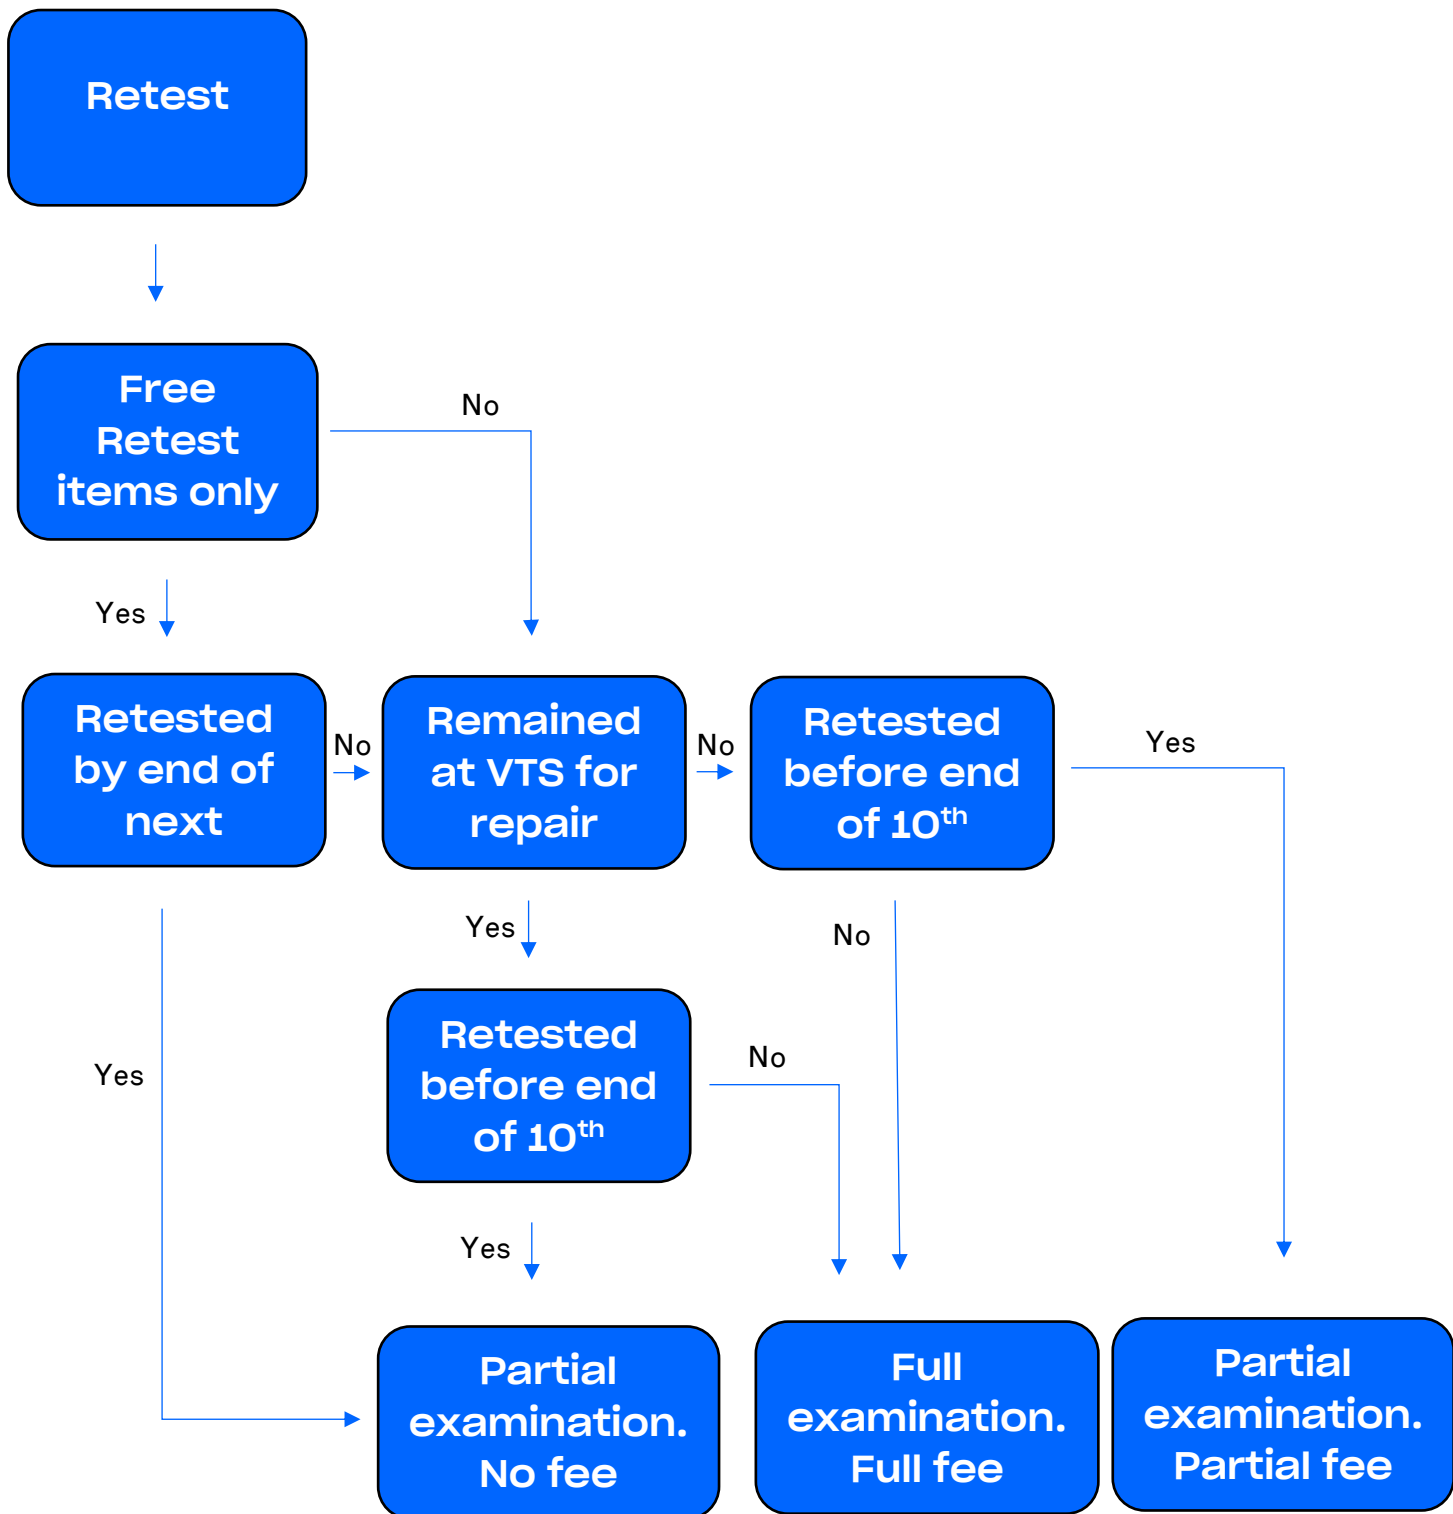 Retest
Free
Retest
items only
No
Yes
Retested
by end of
next
No
Remained
at VTS for
repair
No
Retested
before end
of 10th
Yes
Yes
No
Retested
before end
of 10th
No
Yes
Yes
Partial
examination.
No fee
Full
examination.
Full fee
Partial
examination.
Partial fee